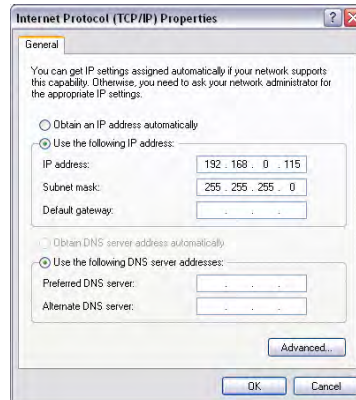 Internet Protocol (TCP/IP) Properties
General
You can get IP settings assigned automatically if your network supports
this capability. Otherwise, you need to ask your network administrator for
the appropriate IP settings.
Obtain an IP address automatically
Use the following IP address:
IP address: 192 . 168 . 0 . 115
Subnet mask: 255 . 255 . 255 . 0
Default gateway: . . .
Obtain DNS server address automatically
Use the following DNS server addresses:
Preferred DNS server: . . .
Alternate DNS server: . . .
Advanced...
OK Cancel